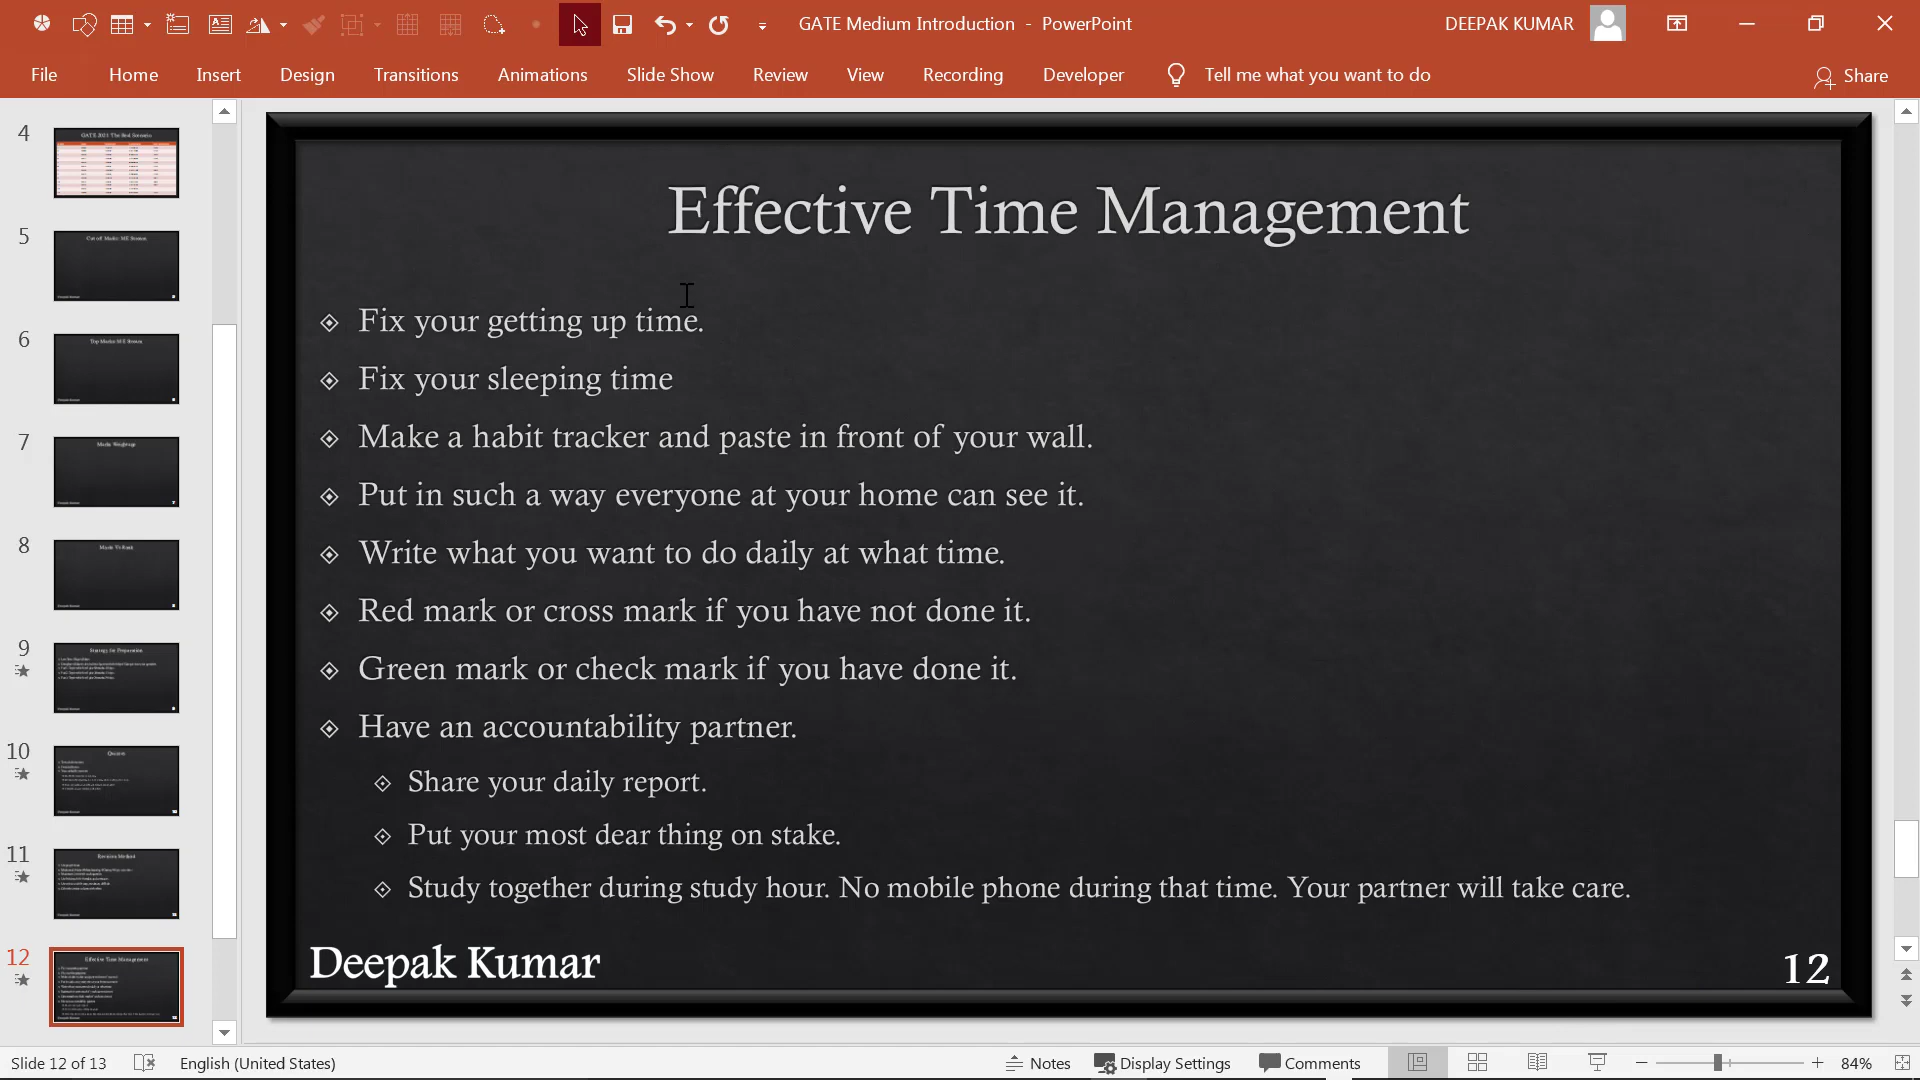 GATE Medium Introduction - PowerPoint
DEEPAK KUMAR
File Home Insert Design Transitions Animations Slide Show Review View Recording Developer Tell me what you want to do Share
4
5
6
7
8
9
10
11
12
Effective Time Management
Fix your getting up time.
Fix your sleeping time
Make a habit tracker and paste in front of your wall.
Put in such a way everyone at your home can see it.
Write what you want to do daily at what time.
Red mark or cross mark if you have not done it.
Green mark or check mark if you have done it.
Have an accountability partner.
Share your daily report.
Put your most dear thing on stake.
Study together during study hour. No mobile phone during that time. Your partner will take care.
Deepak Kumar
12
Slide 12 of 13 English (United States) Notes Display Settings Comments 84%